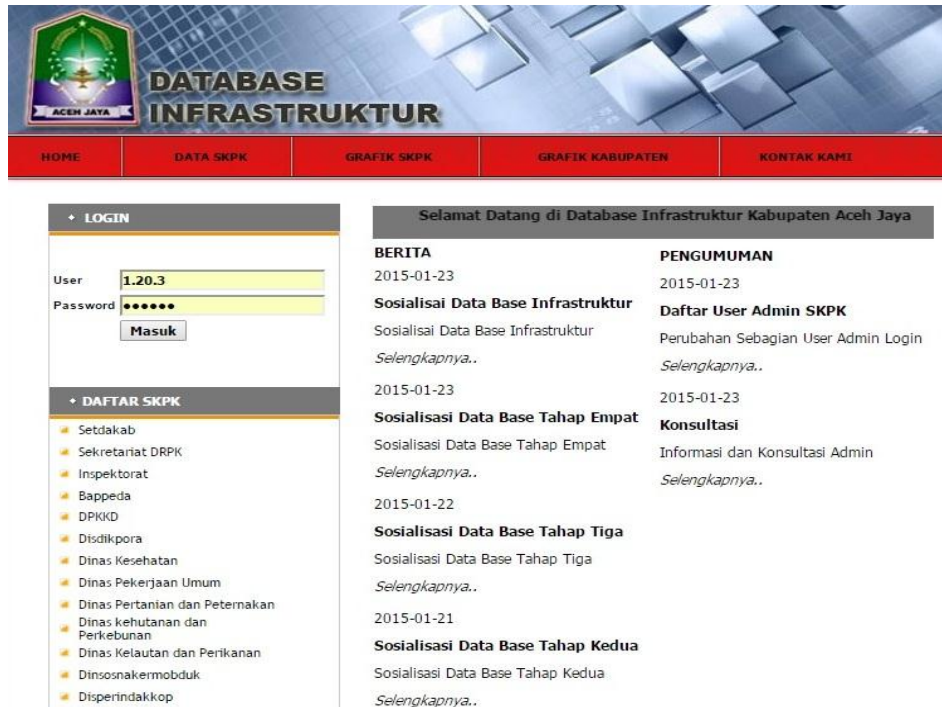 ACEH JAYA
DATABASE
INFRASTRUKTUR
HOME DATA SKPK GRAFIK SKPK GRAFIK KABUPATEN KONTAK KAMI
LOGIN
User 1.20.3
Password ●●●●●●
Masuk
DAFTAR SKPK
Setdakab
Sekretariat DRPK
Inspektorat
Bappeda
DPKKD
Disdikpora
Dinas Kesehatan
Dinas Pekerjaan Umum
Dinas Pertanian dan Peternakan
Dinas kehutanan dan
Perkebunan
Dinas Kelautan dan Perikanan
Dinsosnakermobduk
Disperindakkop
Selamat Datang di Database Infrastruktur Kabupaten Aceh Jaya
BERITA
2015-01-23
Sosialisai Data Base Infrastruktur
Sosialisai Data Base Infrastruktur
Selengkapnya..
2015-01-23
Sosialisasi Data Base Tahap Empat
Sosialisasi Data Base Tahap Empat
Selengkapnya..
2015-01-22
Sosialisasi Data Base Tahap Tiga
Sosialisasi Data Base Tahap Tiga
Selengkapnya..
2015-01-21
Sosialisasi Data Base Tahap Kedua
Sosialisasi Data Base Tahap Kedua
Selengkapnya..
PENGUMUMAN
2015-01-23
Daftar User Admin SKPK
Perubahan Sebagian User Admin Login
Selengkapnya..
2015-01-23
Konsultasi
Informasi dan Konsultasi Admin
Selengkapnya..